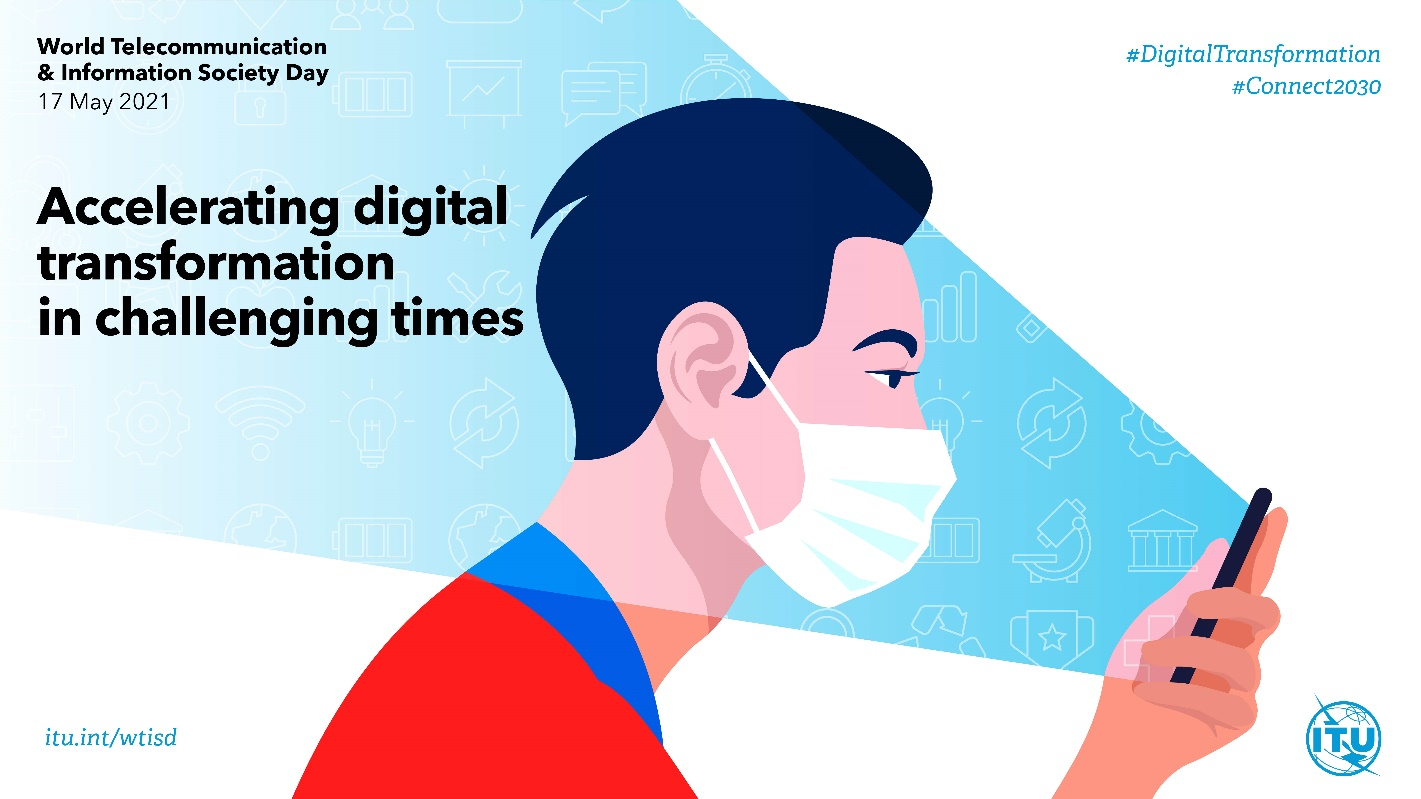 World Telecommunication
& Information Society Day
17 May 2021
#DigitalTransformation
#Connect2030
Accelerating digital
transformation
in challenging times
itu.int/wtisd
ITU